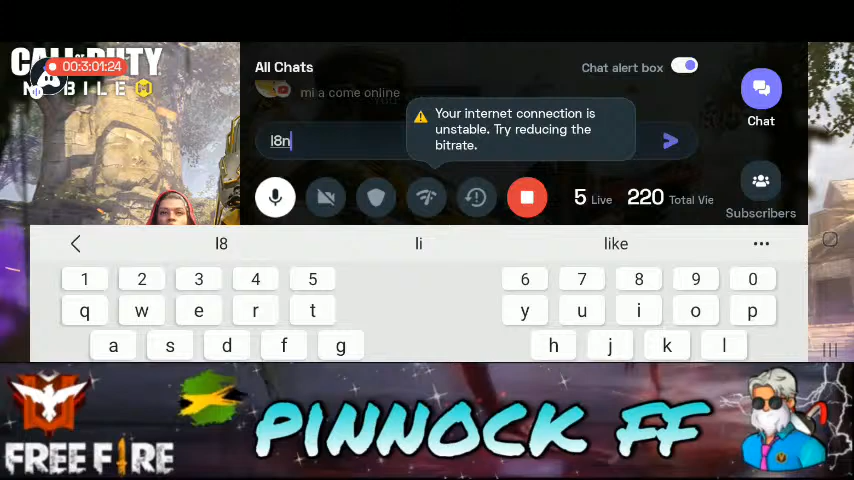 CALL OF DUTY
MOBILE
00:3:01:24
All Chats
Chat alert box
mi a come online
Your internet connection is
unstable. Try reducing the
bitrate.
l8n
Chat
5 Live 220 Total Vie
Subscribers
l8 li like
1 2 3 4 5 6 7 8 9 0
q w e r t y u i o p
a s d f g h j k l
PINNOCK FF
FREE FIRE